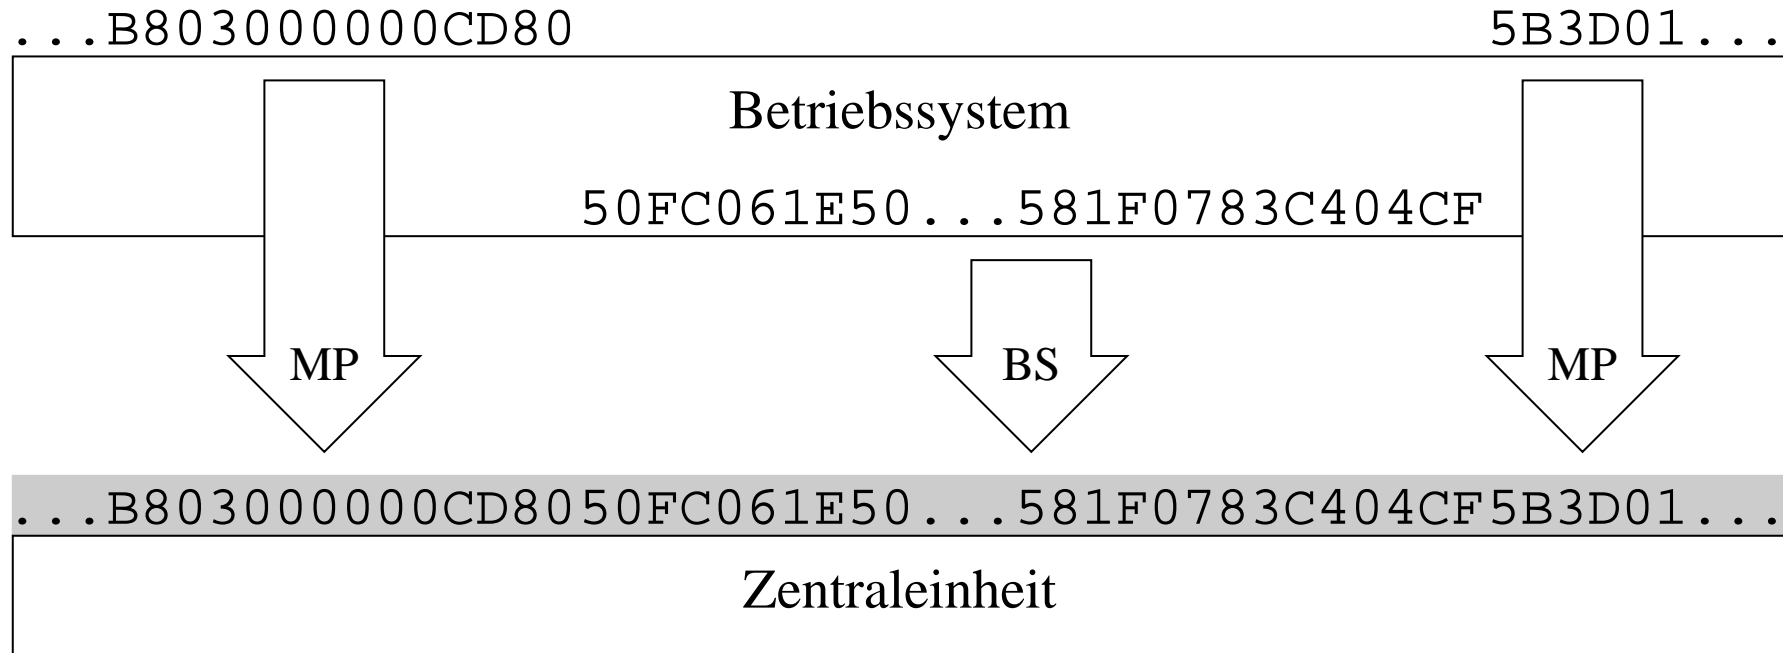 ...B803000000CD80 5B3D01...
Betriebssystem
50FC061E50...581F0783C404CF
MP BS MP
...B803000000CD8050FC061E50...581F0783C404CF5B3D01...
Zentraleinheit